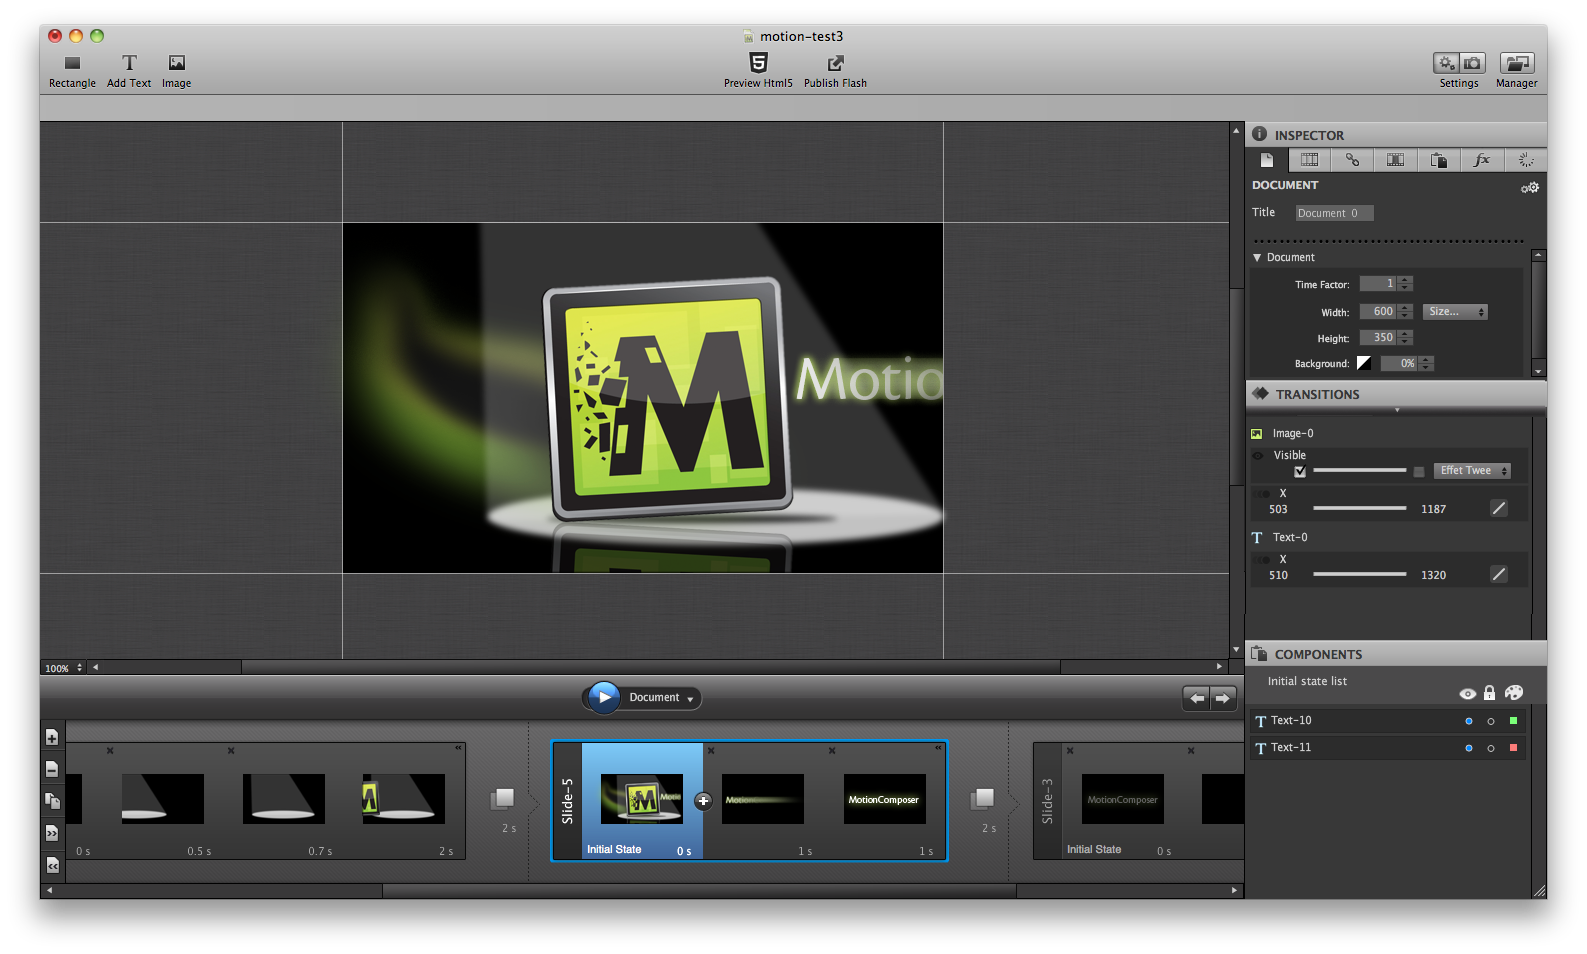 motion-test3
Rectangle Add Text Image Preview Html5 Publish Flash Settings Manager
INSPECTOR
fx
DOCUMENT
Title Document 0
Document
Time Factor: 1
Width: 600 Size...
Height: 350
Background: 0%
M Motio
TRANSITIONS
Image-0
Visible
Effet Twee
X
503 1187
Text-0
X
510 1320
100%
COMPONENTS
Initial state list
Document
Text-10
Text-11
Slide-5
Slide-3
M Motio
Motion
MotionComposer
MotionComposer
2 s
2 s
0 s 0.5 s 0.7 s 2 s
Initial State 0 s 1 s 1 s
Initial State 0 s